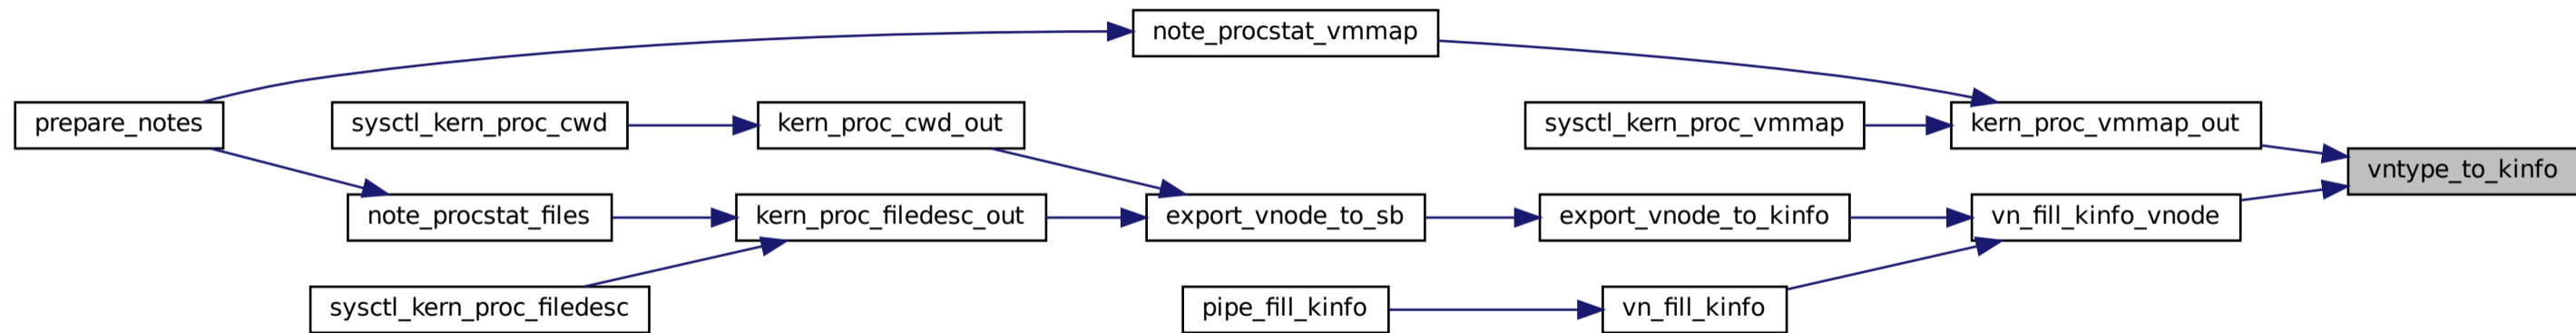 note_procstat_vmmap
prepare_notes
sysctl_kern_proc_cwd
kern_proc_cwd_out
sysctl_kern_proc_vmmap
kern_proc_vmmap_out
vntype_to_kinfo
note_procstat_files
kern_proc_filedesc_out
export_vnode_to_sb
export_vnode_to_kinfo
vn_fill_kinfo_vnode
sysctl_kern_proc_filedesc
pipe_fill_kinfo
vn_fill_kinfo